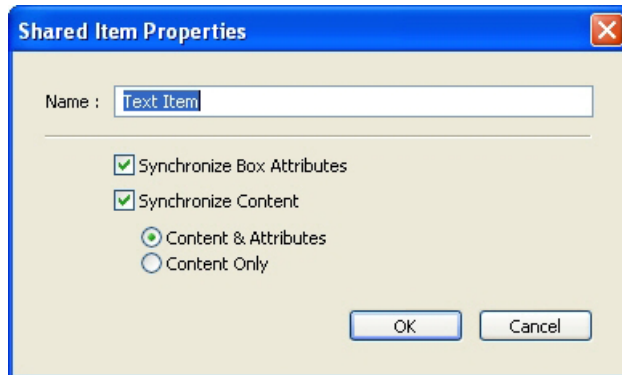 Shared Item Properties
Name : Text Item
Synchronize Box Attributes
Synchronize Content
Content & Attributes
Content Only
OK Cancel